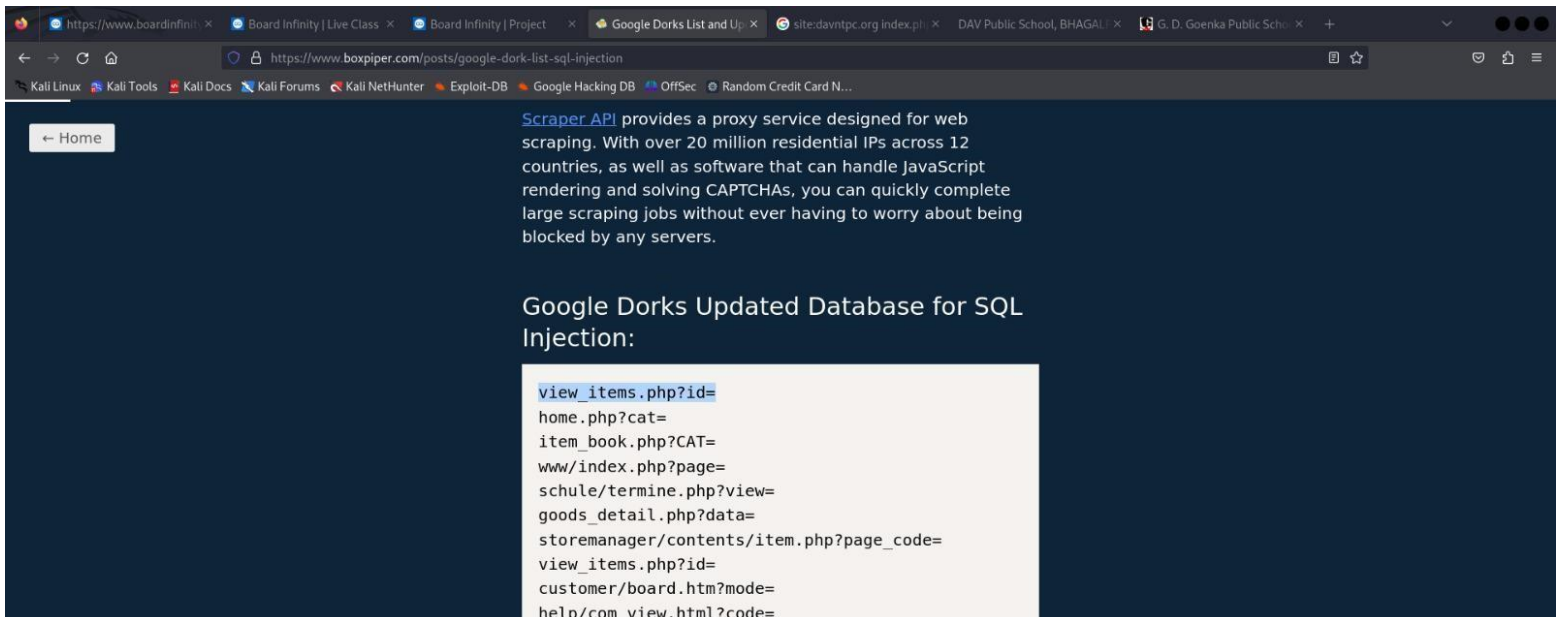 https://www.boardinfinity
Board Infinity | Live Class
Board Infinity | Project
Google Dorks List and Up
site:davntpc.org index.ph
DAV Public School, BHAGAL
G. D. Goenka Public Scho
https://www.boxpiper.com/posts/google-dork-list-sql-injection
Kali Linux
Kali Tools
Kali Docs
Kali Forums
Kali NetHunter
Exploit-DB
Google Hacking DB
OffSec
Random Credit Card N...
← Home
Scraper API provides a proxy service designed for web
scraping. With over 20 million residential IPs across 12
countries, as well as software that can handle JavaScript
rendering and solving CAPTCHAs, you can quickly complete
large scraping jobs without ever having to worry about being
blocked by any servers.
Google Dorks Updated Database for SQL
Injection:
view_items.php?id=
home.php?cat=
item_book.php?CAT=
www/index.php?page=
schule/termine.php?view=
goods_detail.php?data=
storemanager/contents/item.php?page_code=
view_items.php?id=
customer/board.htm?mode=
help/com_view.html?code=